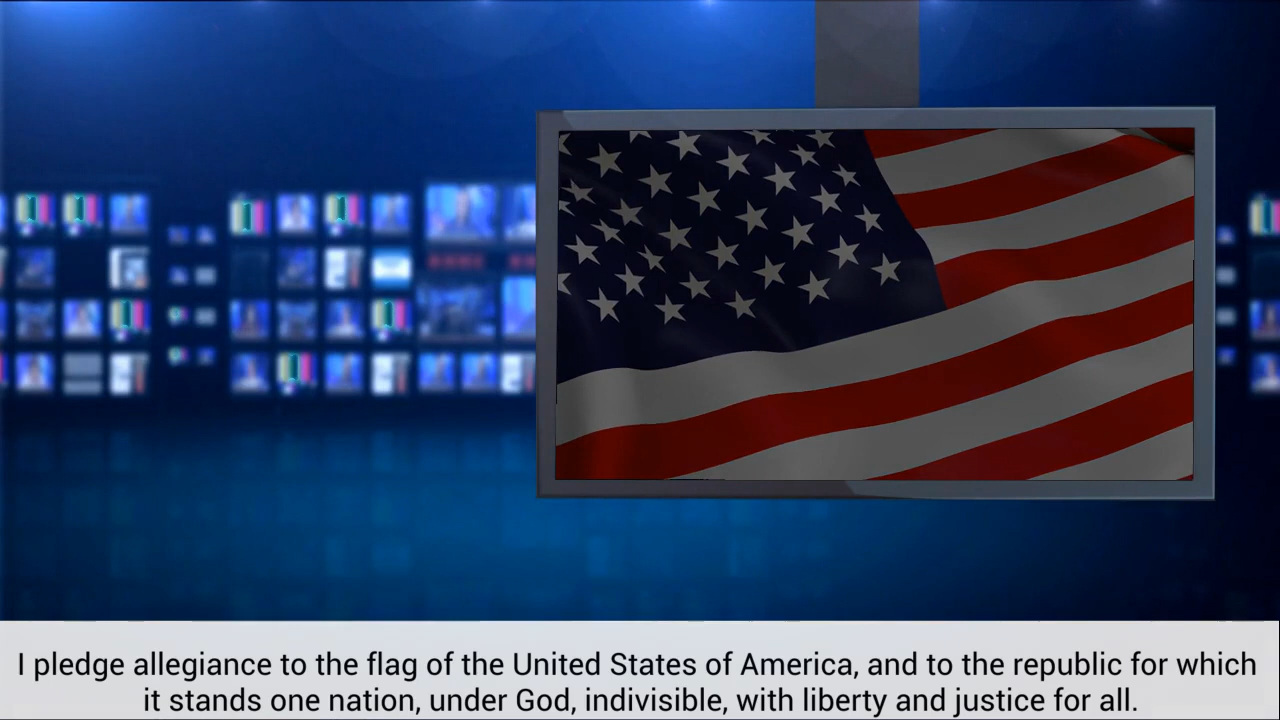 I pledge allegiance to the flag of the United States of America, and to the republic for which
it stands one nation, under God, indivisible, with liberty and justice for all.